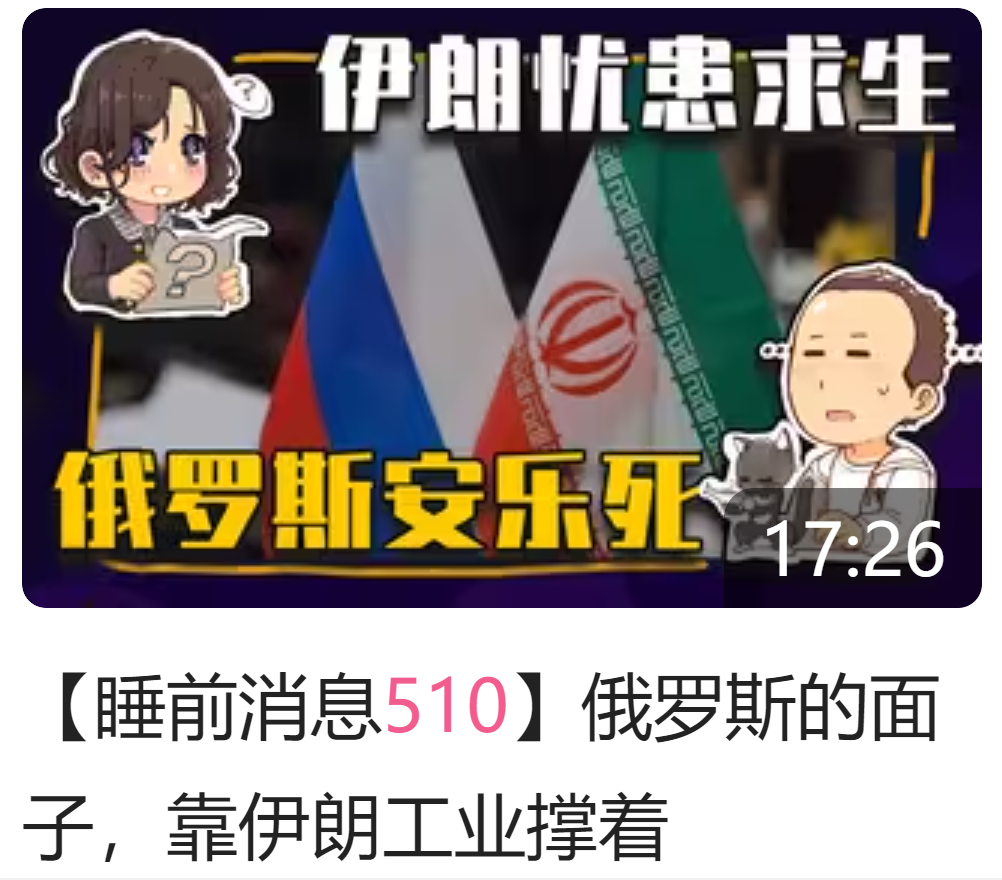 伊朗忧患求生
?
?
俄罗斯安乐死
17:26
【睡前消息510】俄罗斯的面
子，靠伊朗工业撑着